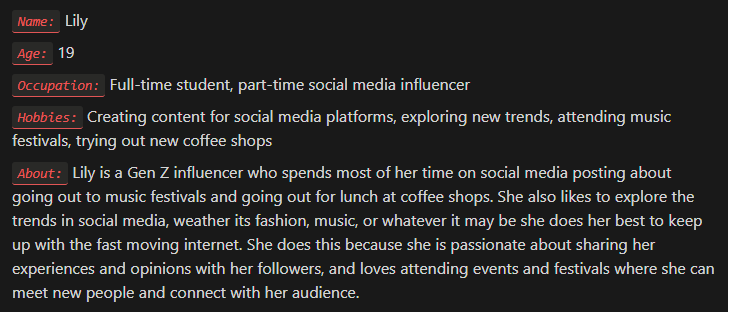 Name: Lily
Age: 19
Occupation: Full-time student, part-time social media influencer
Hobbies: Creating content for social media platforms, exploring new trends, attending music
festivals, trying out new coffee shops
About: Lily is a Gen Z influencer who spends most of her time on social media posting about
going out to music festivals and going out for lunch at coffee shops. She also likes to explore the
trends in social media, weather its fashion, music, or whatever it may be she does her best to keep
up with the fast moving internet. She does this because she is passionate about sharing her
experiences and opinions with her followers, and loves attending events and festivals where she can
meet new people and connect with her audience.